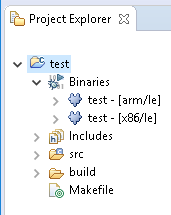 Project Explorer
test
Binaries
test - [arm/le]
test - [x86/le]
Includes
src
build
Makefile